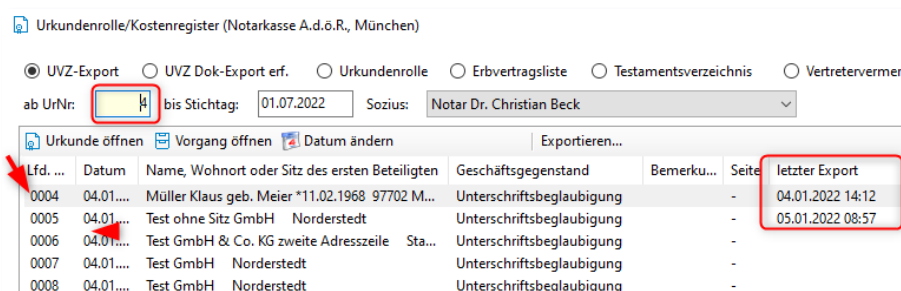 Urkundenrolle/Kostenregister (Notarkasse A.d.ö.R., München)
UVZ-Export UVZ Dok-Export erf. Urkundenrolle Erbvertragsliste Testamentsverzeichnis Vertretervermer
ab UrNr: 4 bis Stichtag: 01.07.2022 Sozius: Notar Dr. Christian Beck
Urkunde öffnen Vorgang öffnen Datum ändern Exportieren...
Lfd. ... Datum Name, Wohnort oder Sitz des ersten Beteiligten Geschäftsgegenstand Bemerku... Seite letzter Export
0004 04.01.... Müller Klaus geb. Meier *11.02.1968 97702 M... Unterschriftsbeglaubigung - 04.01.2022 14:12
0005 04.01.... Test ohne Sitz GmbH Norderstedt Unterschriftsbeglaubigung - 05.01.2022 08:57
0006 04.01.... Test GmbH & Co. KG zweite Adresszeile Sta... Unterschriftsbeglaubigung -
0007 04.01.... Test GmbH Norderstedt Unterschriftsbeglaubigung -
0008 04.01.... Test GmbH Norderstedt Unterschriftsbeglaubigung -